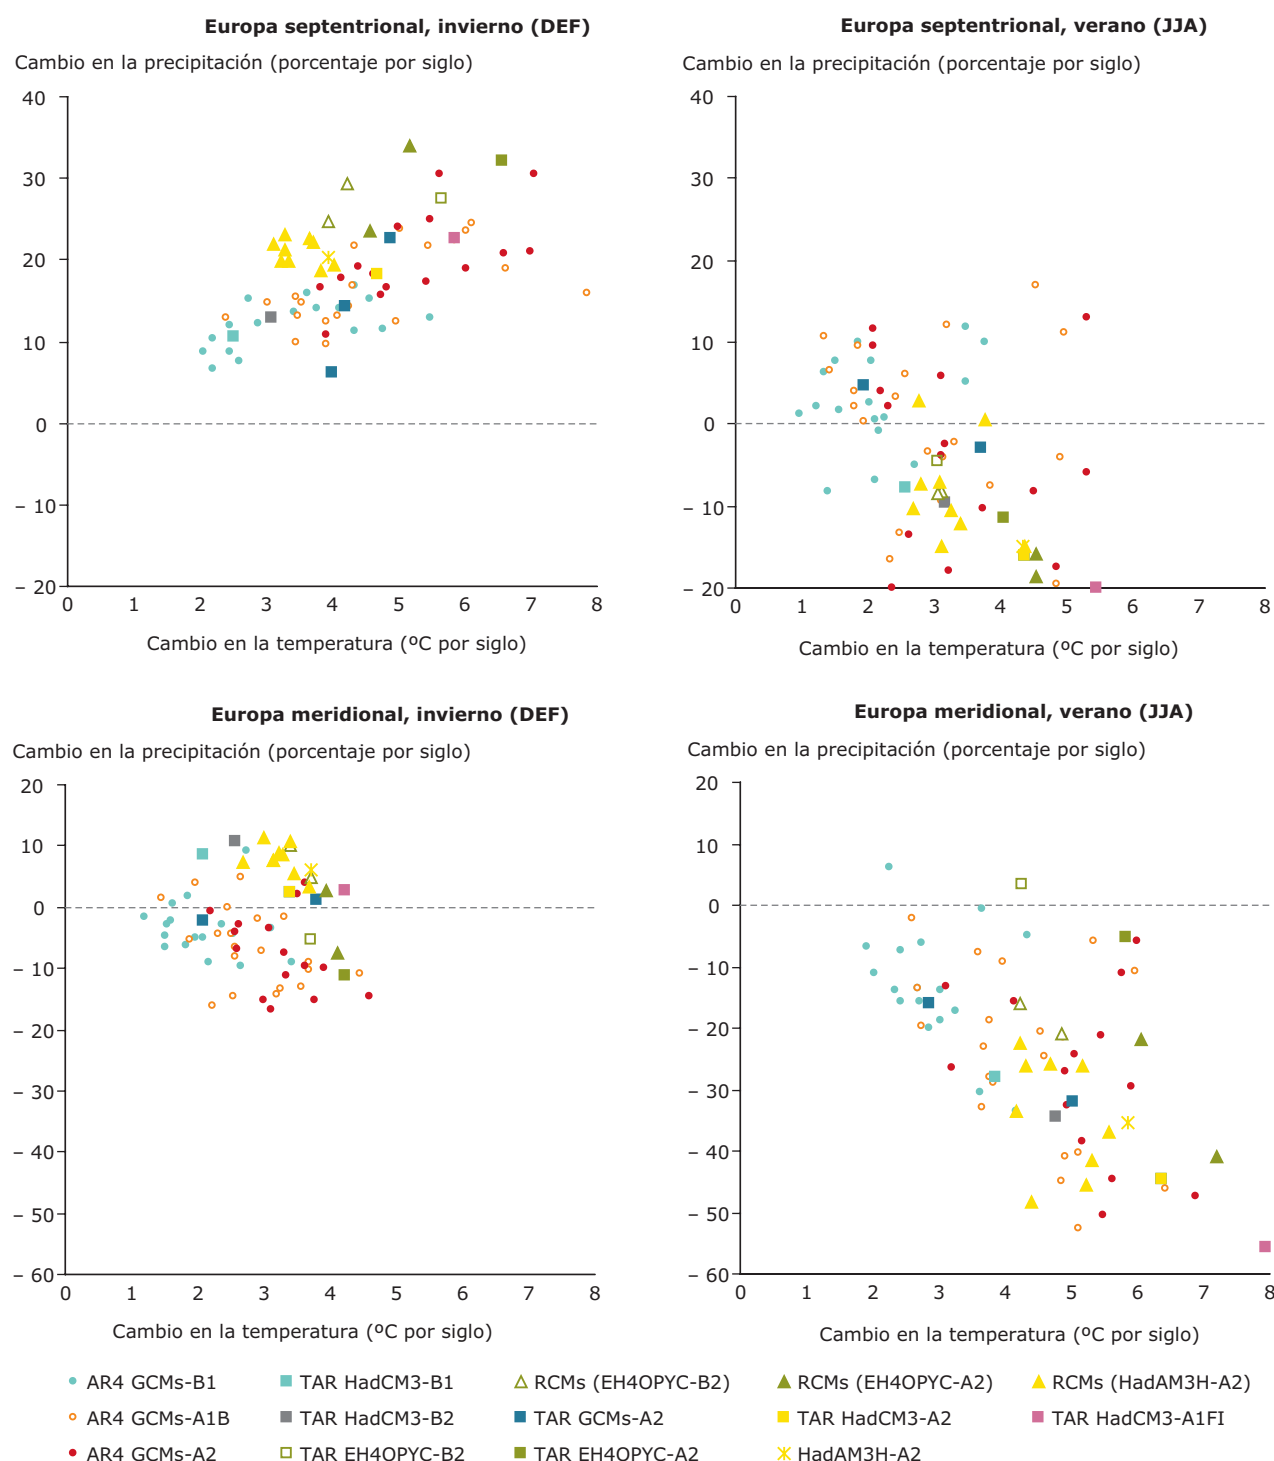 Europa septentrional, invierno (DEF)
Cambio en la precipitación (porcentaje por siglo)
40
30
20
10
0
– 10
– 20
0 1 2 3 4 5 6 7 8
Cambio en la temperatura (ºC por siglo)
Europa septentrional, verano (JJA)
Cambio en la precipitación (porcentaje por siglo)
40
30
20
10
0
– 10
– 20
0 1 2 3 4 5 6 7 8
Cambio en la temperatura (ºC por siglo)
Europa meridional, invierno (DEF)
Cambio en la precipitación (porcentaje por siglo)
20
10
0
– 10
– 20
– 30
– 40
– 50
– 60
0 1 2 3 4 5 6 7 8
Cambio en la temperatura (ºC por siglo)
Europa meridional, verano (JJA)
Cambio en la precipitación (porcentaje por siglo)
20
10
0
– 10
– 20
– 30
– 40
– 50
– 60
0 1 2 3 4 5 6 7 8
Cambio en la temperatura (ºC por siglo)
AR4 GCMs-B1 TAR HadCM3-B1 RCMs (EH4OPYC-B2) RCMs (EH4OPYC-A2) RCMs (HadAM3H-A2)
AR4 GCMs-A1B TAR HadCM3-B2 TAR GCMs-A2 TAR HadCM3-A2 TAR HadCM3-A1FI
AR4 GCMs-A2 TAR EH4OPYC-B2 TAR EH4OPYC-A2 HadAM3H-A2